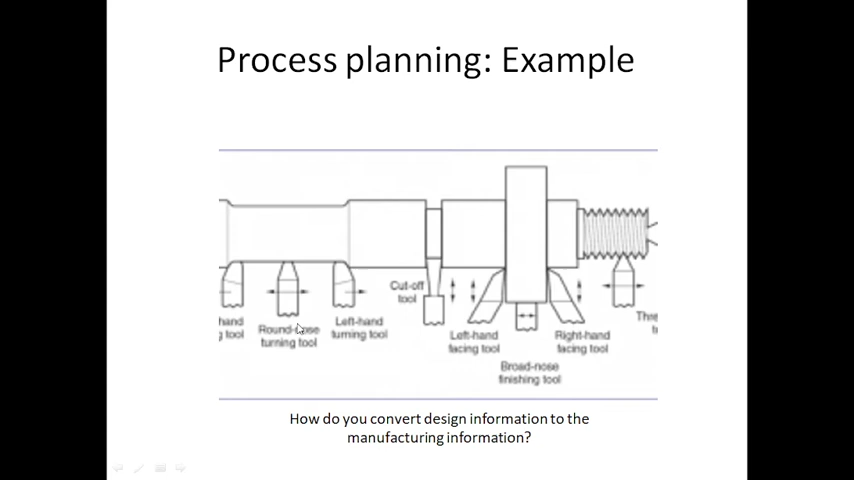 Process planning: Example
hand
g tool
Round-nose
turning tool
Left-hand
turning tool
Cut-off
tool
Left-hand
facing tool
Broad-nose
finishing tool
Right-hand
facing tool
Thre
How do you convert design information to the
manufacturing information?